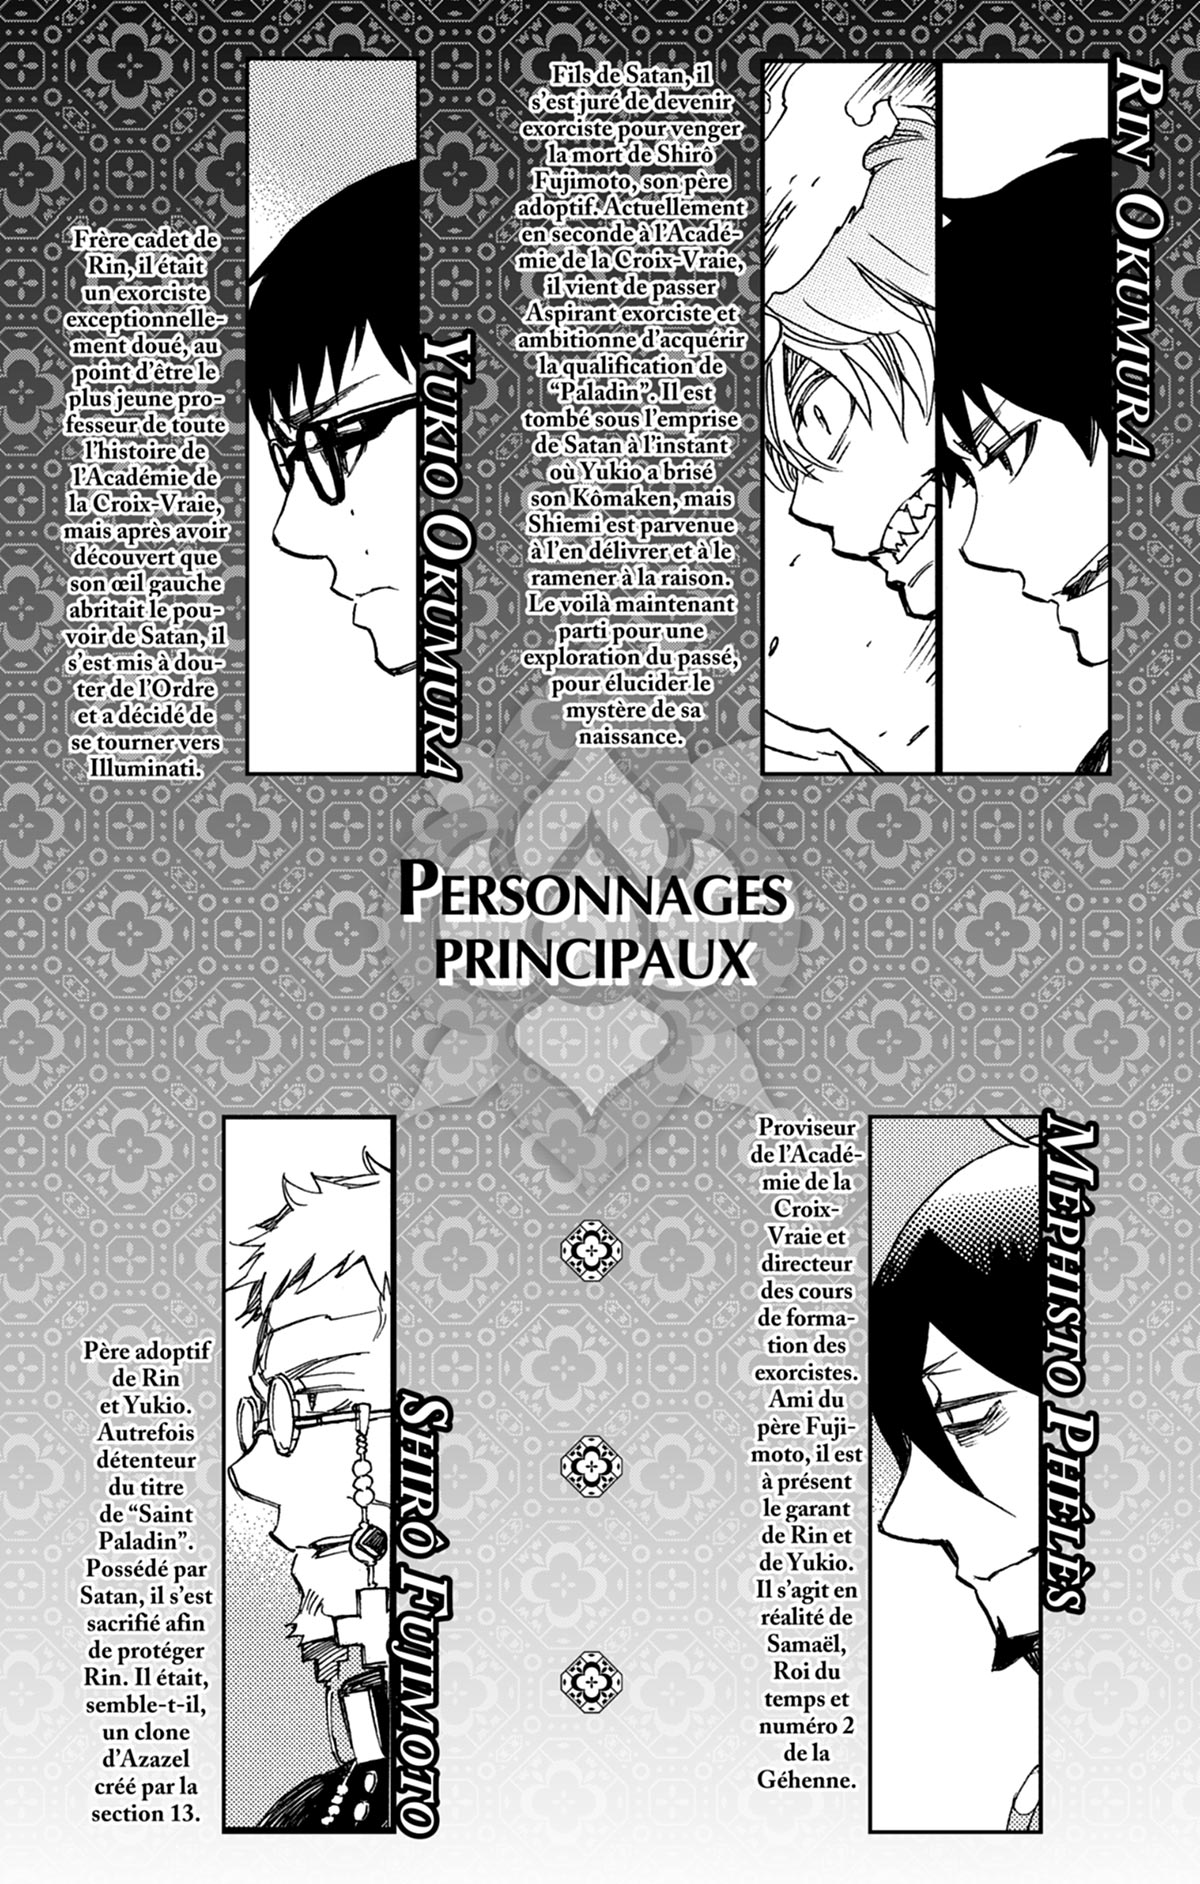 RIN OKUMURA
Fils de Satan, il
s'est juré de devenir
exorciste pour venger
la mort de Shirô
Fujimoto, son père
adoptif. Actuellement
en seconde à l'Acadé-
mie de la Croix-Vraie,
il vient de passer
Aspirant exorciste et
ambitionne d'acquérir
la qualification de
“Paladin”. Il est
tombé sous l'emprise
de Satan à l'instant
où Yukio a brisé
son Kômaken, mais
Shiemi est parvenue
à l'en délivrer et à le
ramener à la raison.
Le voilà maintenant
parti pour une
exploration du passé,
pour élucider le
mystère de sa
naissance.
YUKIO OKUMURA
Frère cadet de
Rin, il était
un exorciste
exceptionnelle-
ment doué, au
point d'être le
plus jeune pro-
fesseur de toute
l'histoire de
l'Académie de
la Croix-Vraie,
mais après avoir
découvert que
son œil gauche
abritait le pou-
voir de Satan, il
s'est mis à dou-
ter de l'Ordre
et a décidé de
se tourner vers
Illuminati.
PERSONNAGES
PRINCIPAUX
MÉPHISTO PHÉLÈS
Proviseur
de l'Acadé-
mie de la
Croix-
Vraie et
directeur
des cours
de forma-
tion des
exorcistes.
Ami du
père Fuji-
moto, il est
à présent
le garant
de Rin et
de Yukio.
Il s'agit en
réalité de
Samaël,
Roi du
temps et
numéro 2
de la
Géhenne.
SHIRÔ FUJIMOTO
Père adoptif
de Rin
et Yukio.
Autrefois
détenteur
du titre
de “Saint
Paladin”.
Possédé par
Satan, il s'est
sacrifié afin
de protéger
Rin. Il était,
semble-t-il,
un clone
d'Azazel
créé par la
section 13.